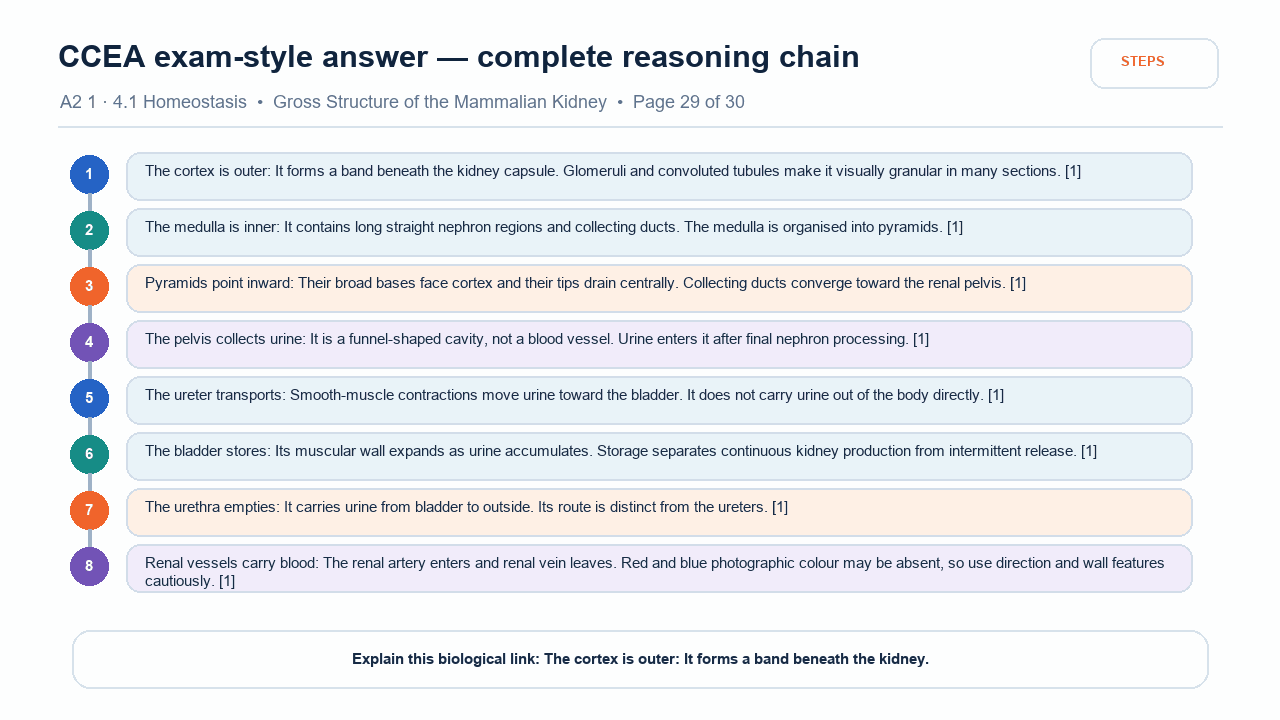 CCEA exam-style answer — complete reasoning chain
STEPS
A2 1 · 4.1 Homeostasis • Gross Structure of the Mammalian Kidney • Page 29 of 30
1
The cortex is outer: It forms a band beneath the kidney capsule. Glomeruli and convoluted tubules make it visually granular in many sections. [1]
2
The medulla is inner: It contains long straight nephron regions and collecting ducts. The medulla is organised into pyramids. [1]
3
Pyramids point inward: Their broad bases face cortex and their tips drain centrally. Collecting ducts converge toward the renal pelvis. [1]
4
The pelvis collects urine: It is a funnel-shaped cavity, not a blood vessel. Urine enters it after final nephron processing. [1]
5
The ureter transports: Smooth-muscle contractions move urine toward the bladder. It does not carry urine out of the body directly. [1]
6
The bladder stores: Its muscular wall expands as urine accumulates. Storage separates continuous kidney production from intermittent release. [1]
7
The urethra empties: It carries urine from bladder to outside. Its route is distinct from the ureters. [1]
8
Renal vessels carry blood: The renal artery enters and renal vein leaves. Red and blue photographic colour may be absent, so use direction and wall features
cautiously. [1]
Explain this biological link: The cortex is outer: It forms a band beneath the kidney.